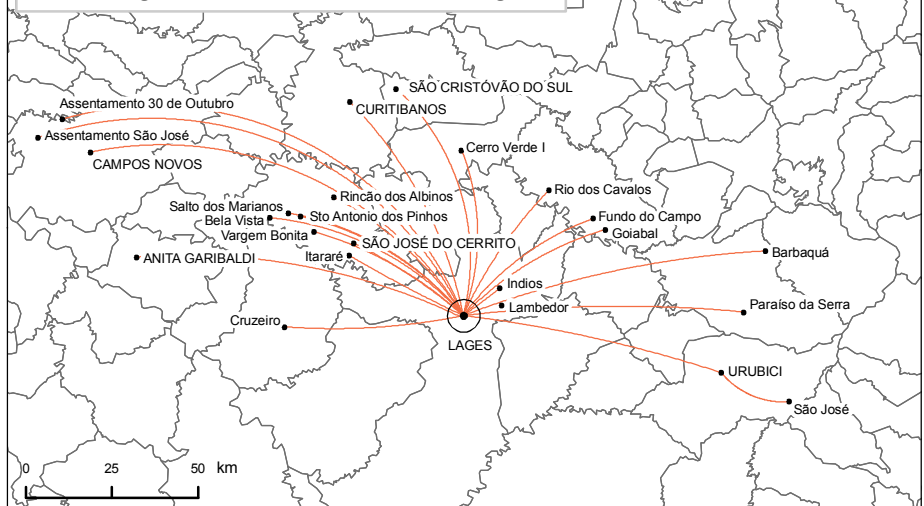 SÃO CRISTÓVÃO DO SUL
Assentamento 30 de Outubro
CURITIBANOS
Assentamento São José
Cerro Verde I
CAMPOS NOVOS
Rio dos Cavalos
Rincão dos Albinos
Salto dos Marianos
Sto Antonio dos Pinhos
Fundo do Campo
Bela Vista
Goiabal
Vargem Bonita
SÃO JOSÉ DO CERRITO
Barbaquá
Itararé
ANITA GARIBALDI
Indios
Paraíso da Serra
Lambedor
Cruzeiro
LAGES
URUBICI
São José
0 25 50 km